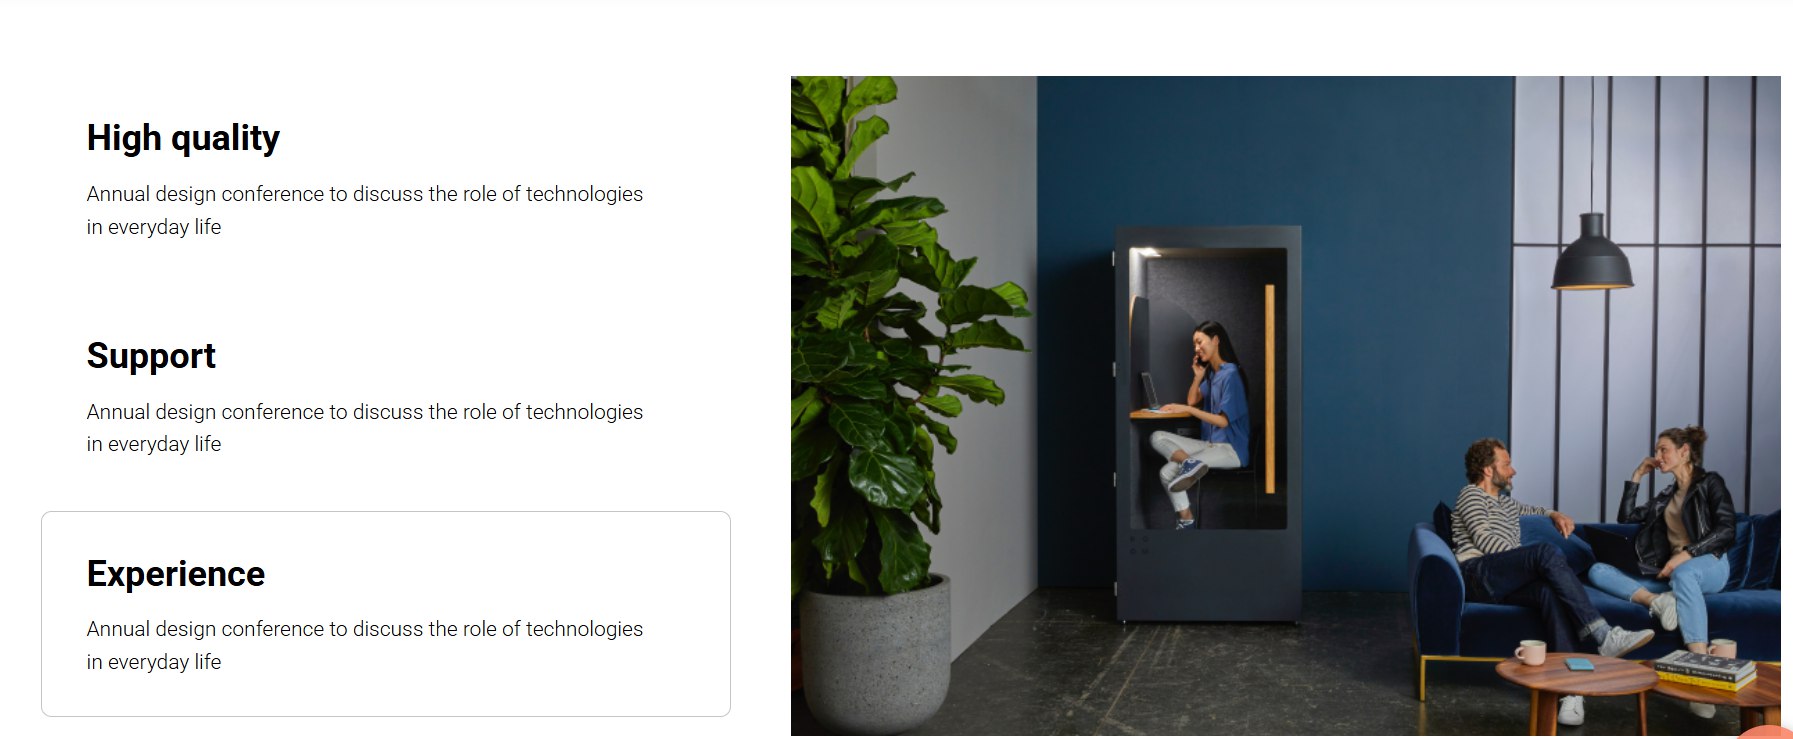 High quality
Annual design conference to discuss the role of technologies
in everyday life
Support
Annual design conference to discuss the role of technologies
in everyday life
Experience
Annual design conference to discuss the role of technologies
in everyday life